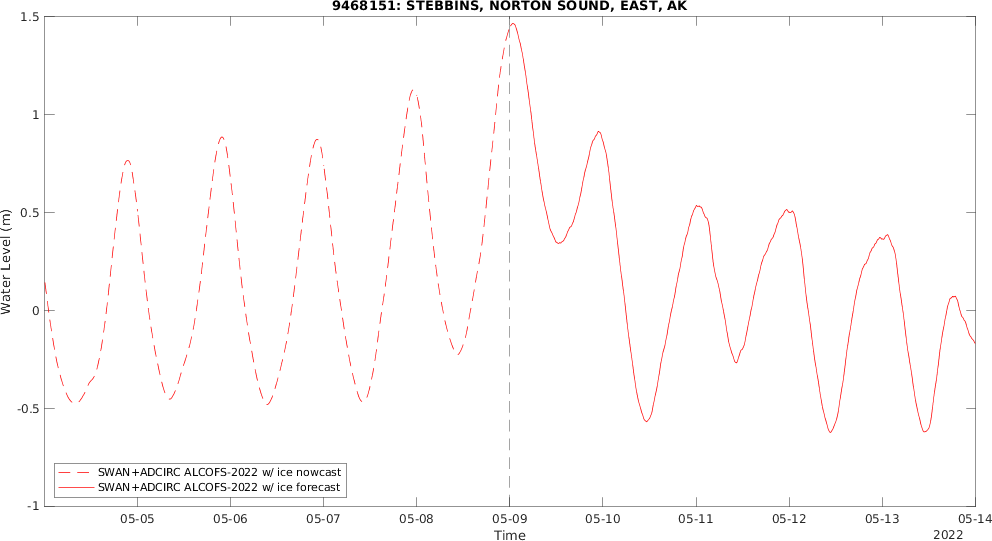 9468151: STEBBINS, NORTON SOUND, EAST, AK
Water Level (m)
1.5
1
0.5
0
-0.5
-1
SWAN+ADCIRC ALCOFS-2022 w/ ice nowcast
SWAN+ADCIRC ALCOFS-2022 w/ ice forecast
05-05 05-06 05-07 05-08 05-09 05-10 05-11 05-12 05-13 05-14
Time
2022